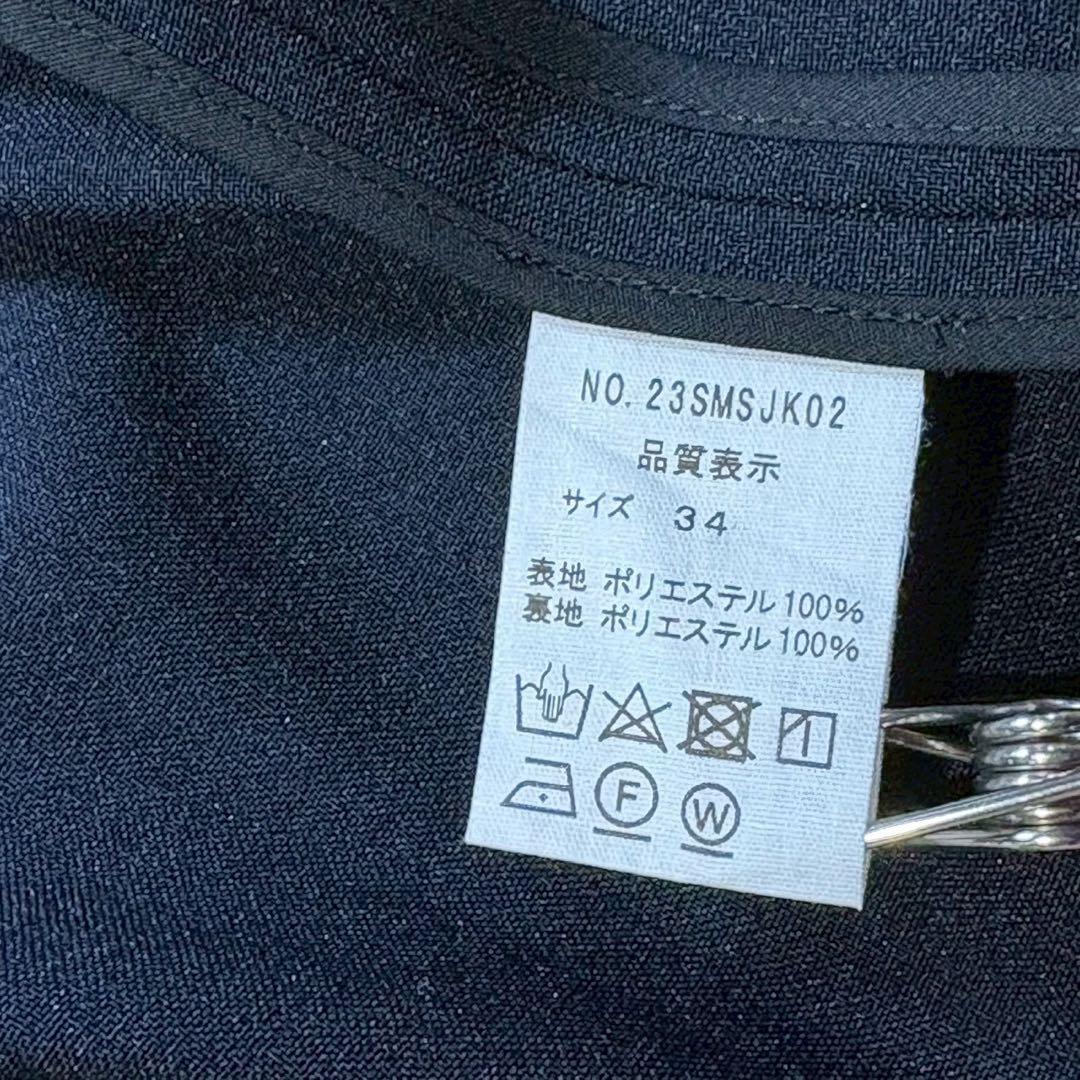 NO. 23SMSJK02
品質表示
サイズ 34
表地 ポリエステル100%
裏地 ポリエステル100%
F W